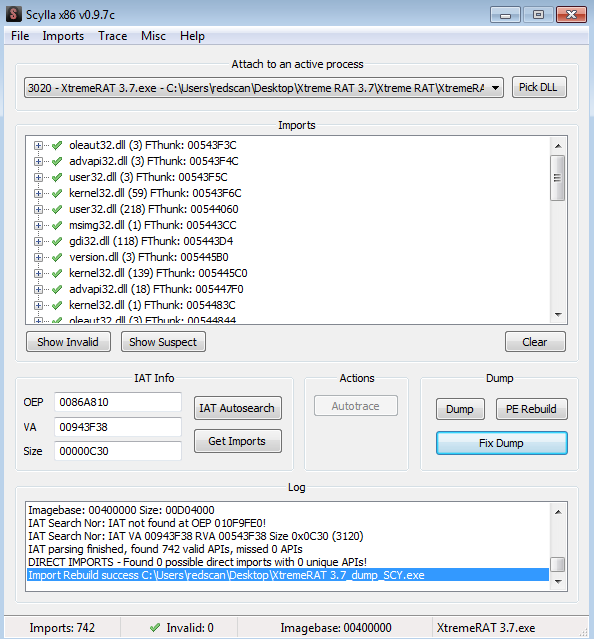 Scylla x86 v0.9.7c
File Imports Trace Misc Help
Attach to an active process
3020 - XtremeRAT 3.7.exe - C:\Users\redscan\Desktop\Xtreme RAT 3.7\Xtreme RAT\XtremeRA
Pick DLL
Imports
oleaut32.dll (3) FThunk: 00543F3C
advapi32.dll (3) FThunk: 00543F4C
user32.dll (3) FThunk: 00543F5C
kernel32.dll (59) FThunk: 00543F6C
user32.dll (218) FThunk: 00544060
msimg32.dll (1) FThunk: 005443CC
gdi32.dll (118) FThunk: 005443D4
version.dll (3) FThunk: 005445B0
kernel32.dll (139) FThunk: 005445C0
advapi32.dll (18) FThunk: 005447F0
kernel32.dll (1) FThunk: 0054483C
oleaut32.dll (3) FThunk: 00544844
Show Invalid Show Suspect Clear
IAT Info
OEP 0086A810
VA 00943F38
Size 00000C30
IAT Autosearch
Get Imports
Actions
Autotrace
Dump
Dump PE Rebuild
Fix Dump
Log
Imagebase: 00400000 Size: 00D04000
IAT Search Nor: IAT not found at OEP 010F9FE0!
IAT Search Nor: IAT VA 00943F38 RVA 00543F38 Size 0x0C30 (3120)
IAT parsing finished, found 742 valid APIs, missed 0 APIs
DIRECT IMPORTS - Found 0 possible direct imports with 0 unique APIs!
Import Rebuild success C:\Users\redscan\Desktop\XtremeRAT 3.7_dump_SCY.exe
Imports: 742 Invalid: 0 Imagebase: 00400000 XtremeRAT 3.7.exe